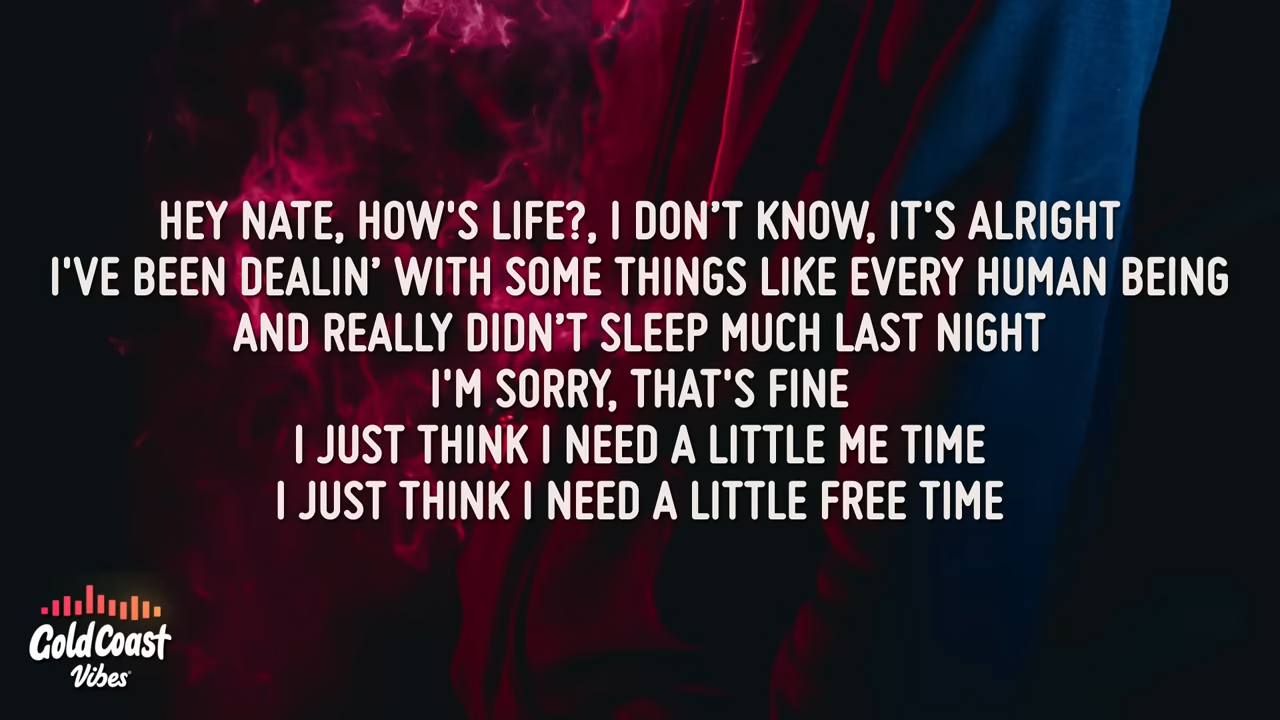 HEY NATE, HOW'S LIFE?, I DON’T KNOW, IT'S ALRIGHT
I'VE BEEN DEALIN’ WITH SOME THINGS LIKE EVERY HUMAN BEING
AND REALLY DIDN’T SLEEP MUCH LAST NIGHT
I'M SORRY, THAT'S FINE
I JUST THINK I NEED A LITTLE ME TIME
I JUST THINK I NEED A LITTLE FREE TIME
Gold Coast
Vibes